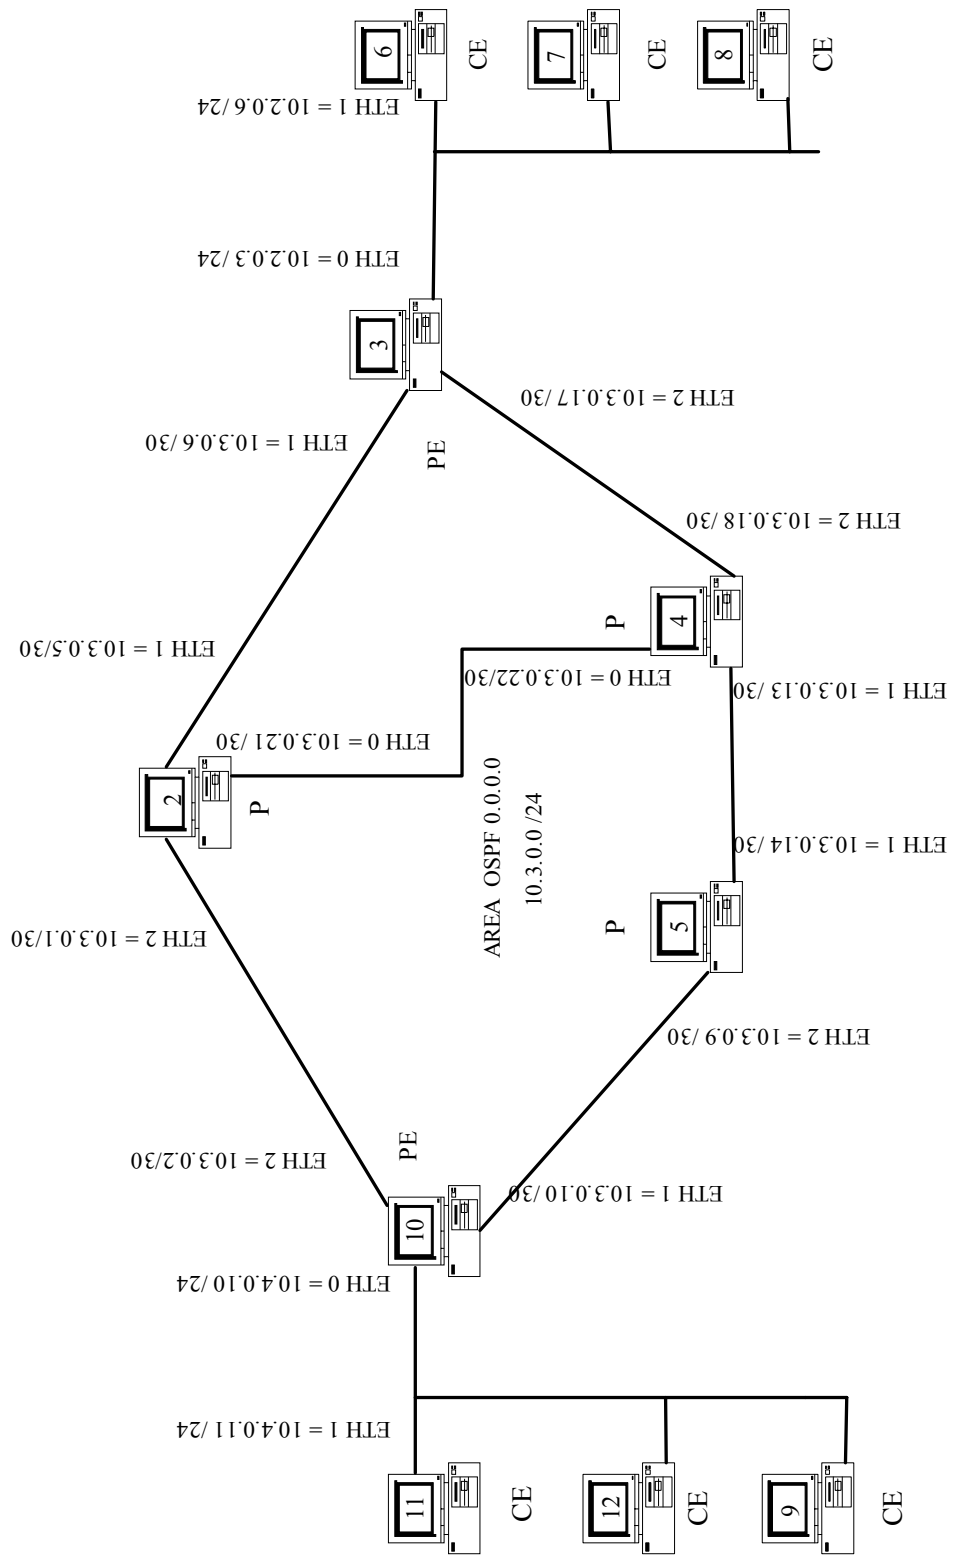 6
CE
7
CE
8
CE
ETH 1 = 10.2.0.6 /24
ETH 0 = 10.2.0.3 /24
3
PE
ETH 1 = 10.3.0.6 /30
ETH 2 = 10.3.0.17 /30
ETH 2 = 10.3.0.18 /30
P
4
ETH 1 = 10.3.0.5/30
ETH 0 = 10.3.0.22/30
ETH 1 = 10.3.0.13 /30
ETH 0 = 10.3.0.21 /30
2
P
AREA OSPF 0.0.0.0
10.3.0.0 /24
ETH 1 = 10.3.0.14 /30
P
5
ETH 2 = 10.3.0.1/30
ETH 2 = 10.3.0.9 /30
ETH 2 = 10.3.0.2/30
PE
ETH 1 = 10.3.0.10 /30
10
ETH 0 = 10.4.0.10 /24
ETH 1 = 10.4.0.11 /24
11
CE
12
CE
9
CE